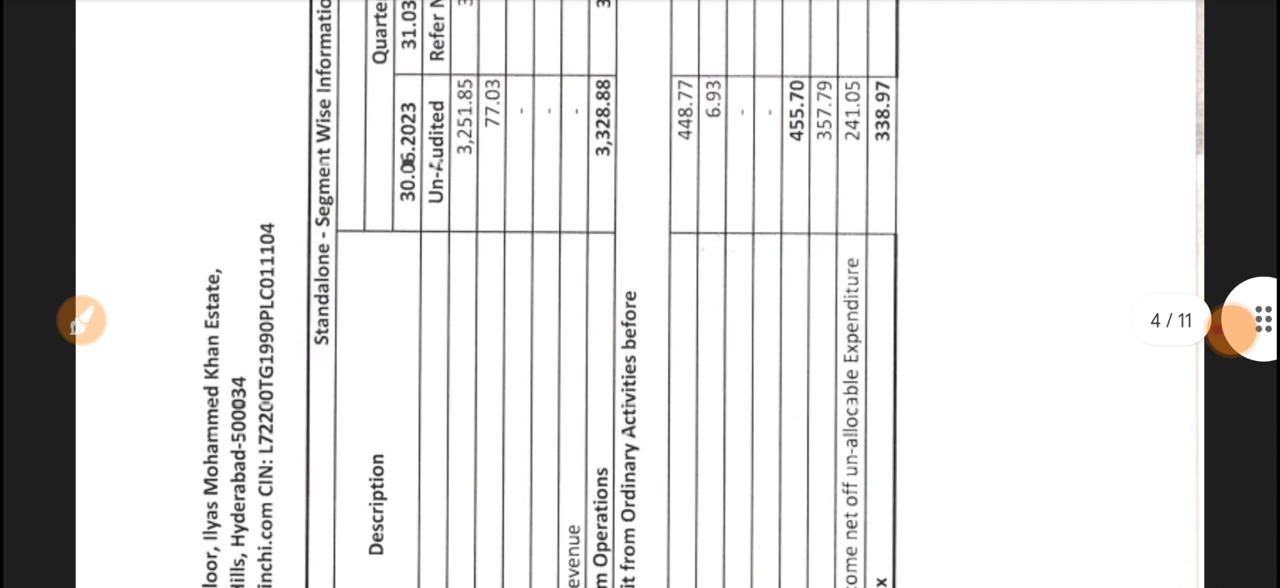 loor, Ilyas Mohammed Khan Estate,
Hills, Hyderabad-500034
inchi.com CIN: L72200TG1990PLC011104
Standalone - Segment Wise Informatio
Description
Quarte
30.06.2023 31.03
Un-Audited Refer N
3,251.85 3
77.03
-
-
evenue -
m Operations 3,328.88 3
it from Ordinary Activities before
448.77
6.93
-
-
455.70
357.79
ome net off un-allocable Expenditure 241.05
x 338.97
4 / 11